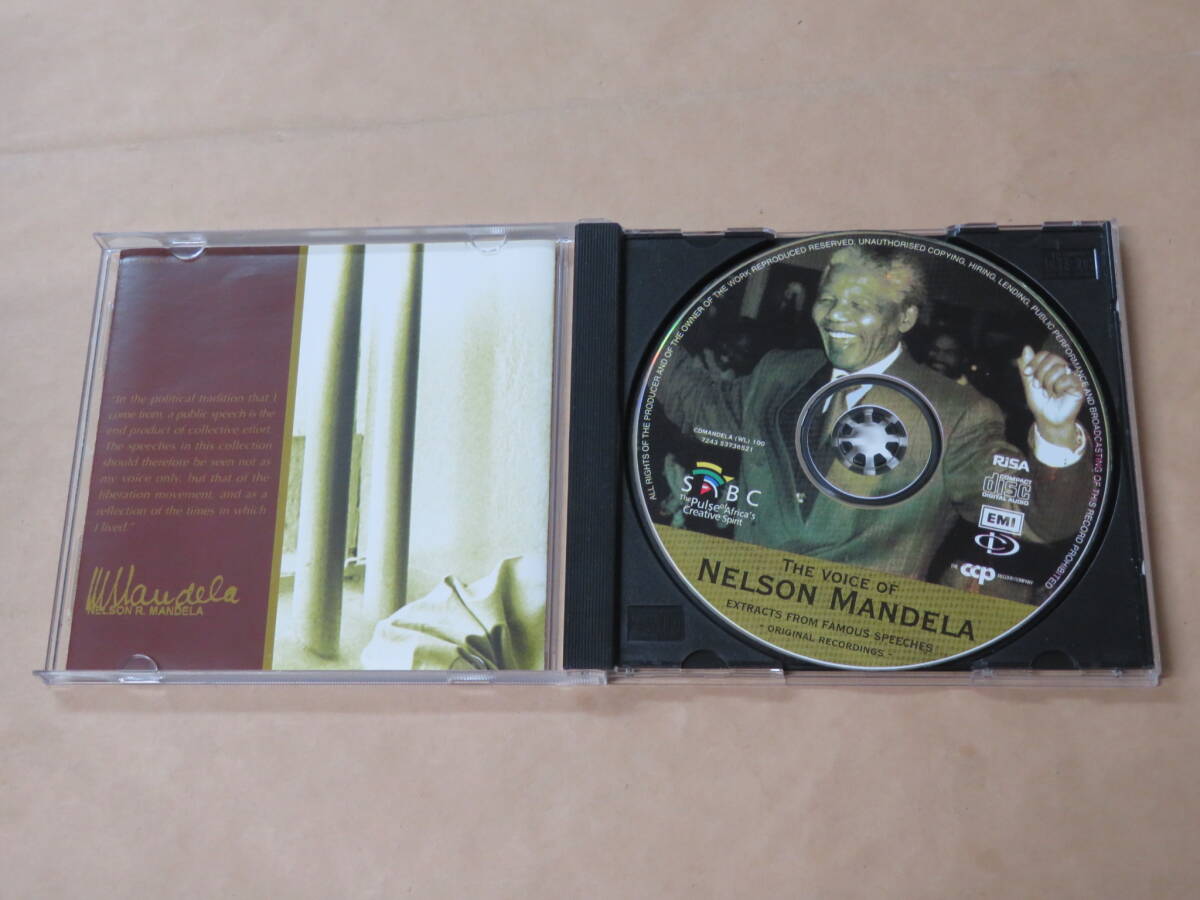 "In the political tradition that I
come from, a public speech is the
end product of collective effort.
The speeches in this collection
should therefore be seen not as
my voice only, but that of the
liberation movement, and as a
reflection of the times in which
I lived."
Mandela
NELSON R. MANDELA
ALL RIGHTS OF THE PRODUCER AND OF THE OWNER OF THE WORK REPRODUCED RESERVED. UNAUTHORISED COPYING, HIRING, LENDING, PUBLIC PERFORMANCE AND BROADCASTING OF THIS RECORD PROHIBITED
CDMANDELA (WL) 100
7243 53736521
SABC
The Pulse of Africa's
Creative Spirit
RiSA
COMPACT
disc
DIGITAL AUDIO
EMI
THE CCP RECORD COMPANY
THE VOICE OF
NELSON MANDELA
EXTRACTS FROM FAMOUS SPEECHES
- ORIGINAL RECORDINGS -